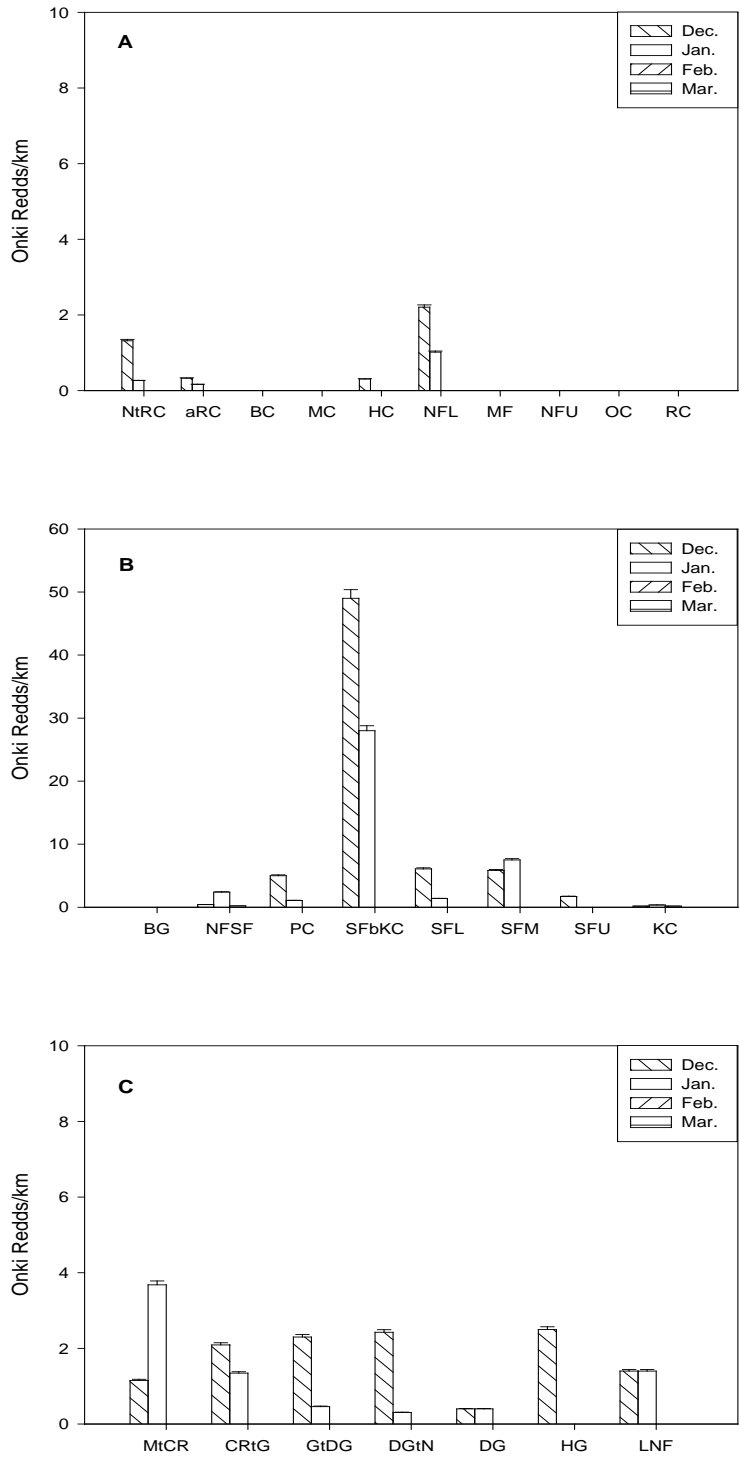 A
Onki Redds/km
10
8
6
4
2
0
Dec.
Jan.
Feb.
Mar.
NtRC aRC BC MC HC NFL MF NFU OC RC
B
Onki Redds/km
60
50
40
30
20
10
0
Dec.
Jan.
Feb.
Mar.
BG NFSF PC SFbKC SFL SFM SFU KC
C
Onki Redds/km
10
8
6
4
2
0
Dec.
Jan.
Feb.
Mar.
MtCR CRtG GtDG DGtN DG HG LNF